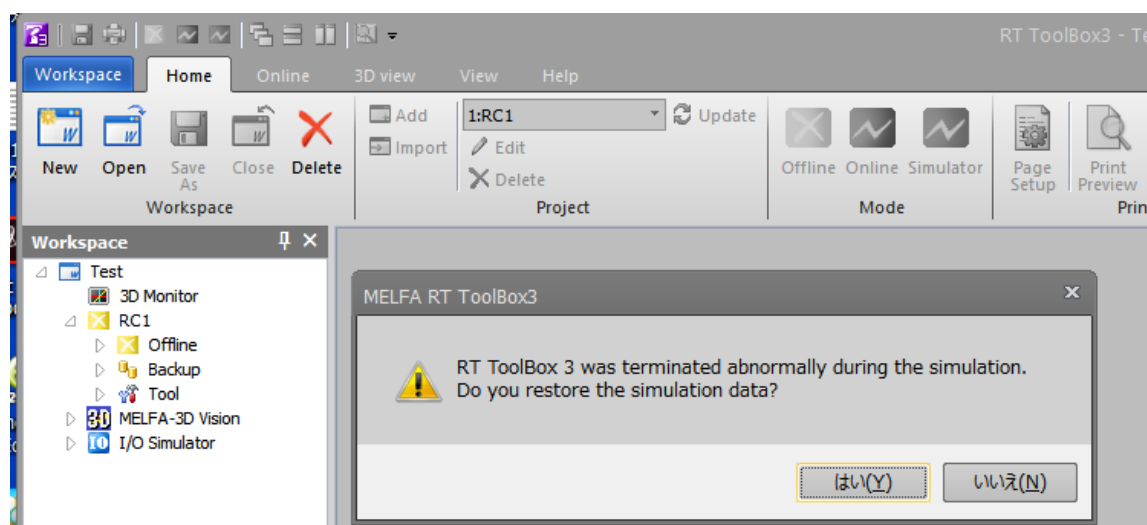 RT ToolBox3 - Te
Workspace Home Online 3D view View Help
New Open Save As Close Delete
Workspace
Add
Import
1:RC1
Update
Edit
Delete
Project
Offline Online Simulator
Mode
Page Setup
Print Preview
Prin
Workspace
Test
3D Monitor
RC1
Offline
Backup
Tool
MELFA-3D Vision
I/O Simulator
MELFA RT ToolBox3
RT ToolBox 3 was terminated abnormally during the simulation.
Do you restore the simulation data?
はい(Y) いいえ(N)